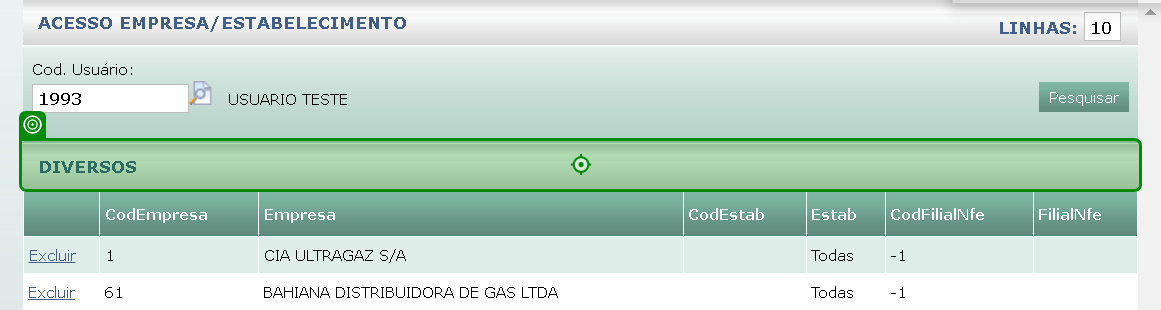 ACESSO EMPRESA/ESTABELECIMENTO
LINHAS: 10
Cod. Usuário:
1993 USUARIO TESTE Pesquisar
DIVERSOS
CodEmpresa Empresa CodEstab Estab CodFilialNfe FilialNfe
Excluir 1 CIA ULTRAGAZ S/A Todas -1
Excluir 61 BAHIANA DISTRIBUIDORA DE GAS LTDA Todas -1